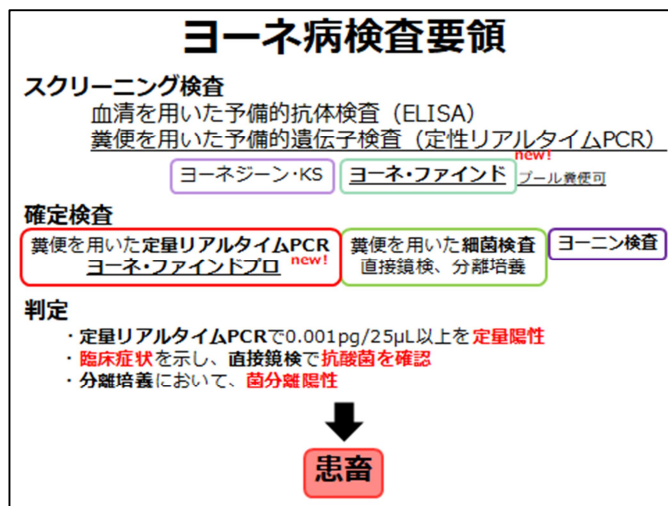 ヨーネ病検査要領
スクリーニング検査
血清を用いた予備的抗体検査（ELISA）
糞便を用いた予備的遺伝子検査（定性リアルタイムPCR）
ヨーネジーン・KS
ヨーネ・ファインド
new!
プール糞便可
確定検査
糞便を用いた定量リアルタイムPCR
ヨーネ・ファインドプロ
new!
糞便を用いた細菌検査
直接鏡検、分離培養
ヨーニン検査
判定
・定量リアルタイムPCRで0.001pg/25μL以上を定量陽性
・臨床症状を示し、直接鏡検で抗酸菌を確認
・分離培養において、菌分離陽性
患畜